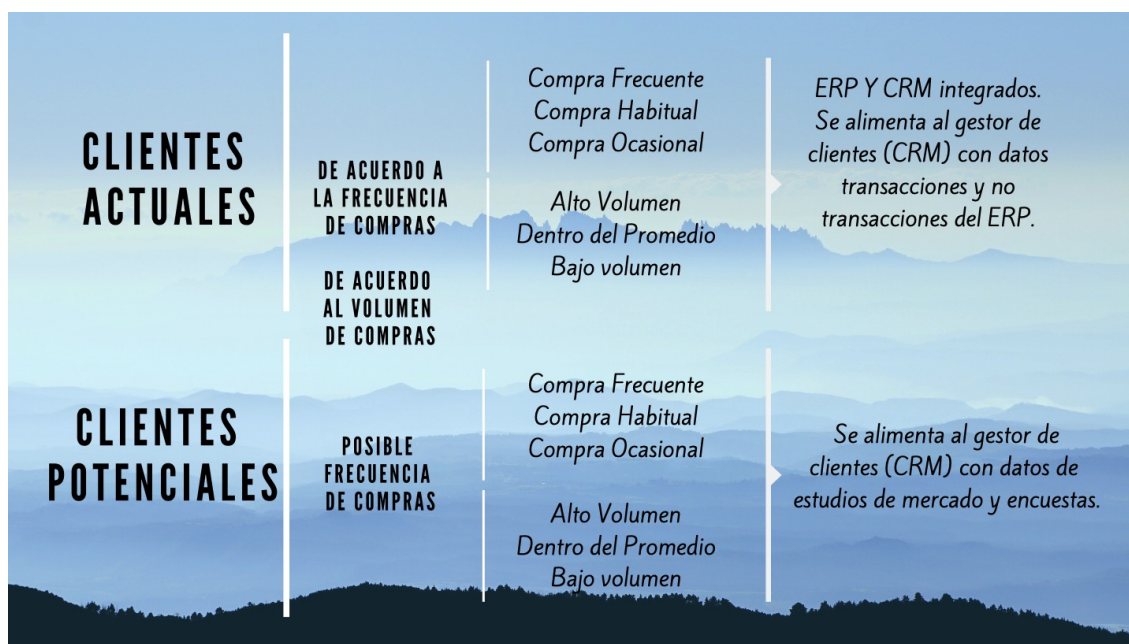 CLIENTES
ACTUALES
DE ACUERDO A
LA FRECUENCIA
DE COMPRAS
DE ACUERDO
AL VOLUMEN
DE COMPRAS
Compra Frecuente
Compra Habitual
Compra Ocasional
Alto Volumen
Dentro del Promedio
Bajo volumen
ERP Y CRM integrados.
Se alimenta al gestor de
clientes (CRM) con datos
transacciones y no
transacciones del ERP.
CLIENTES
POTENCIALES
POSIBLE
FRECUENCIA
DE COMPRAS
Compra Frecuente
Compra Habitual
Compra Ocasional
Alto Volumen
Dentro del Promedio
Bajo volumen
Se alimenta al gestor de
clientes (CRM) con datos de
estudios de mercado y encuestas.